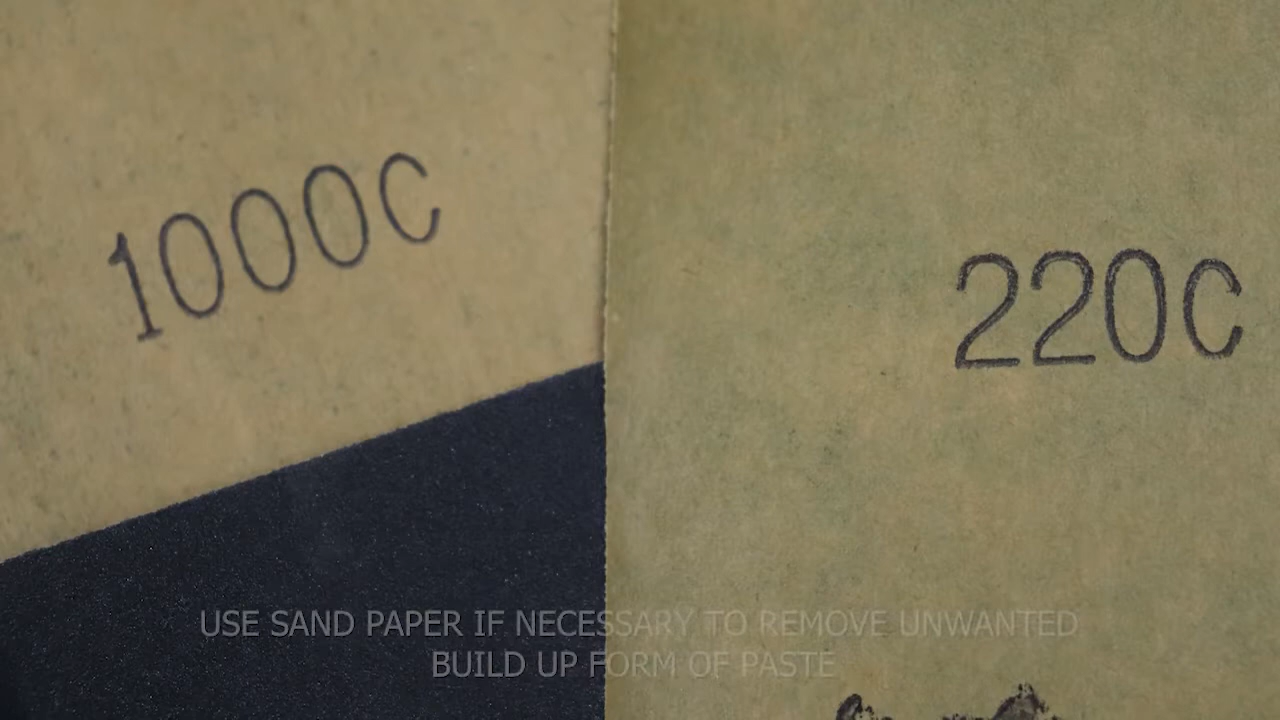 1000C
220C
USE SAND PAPER IF NECESSARY TO REMOVE UNWANTED
BUILD UP FORM OF PASTE